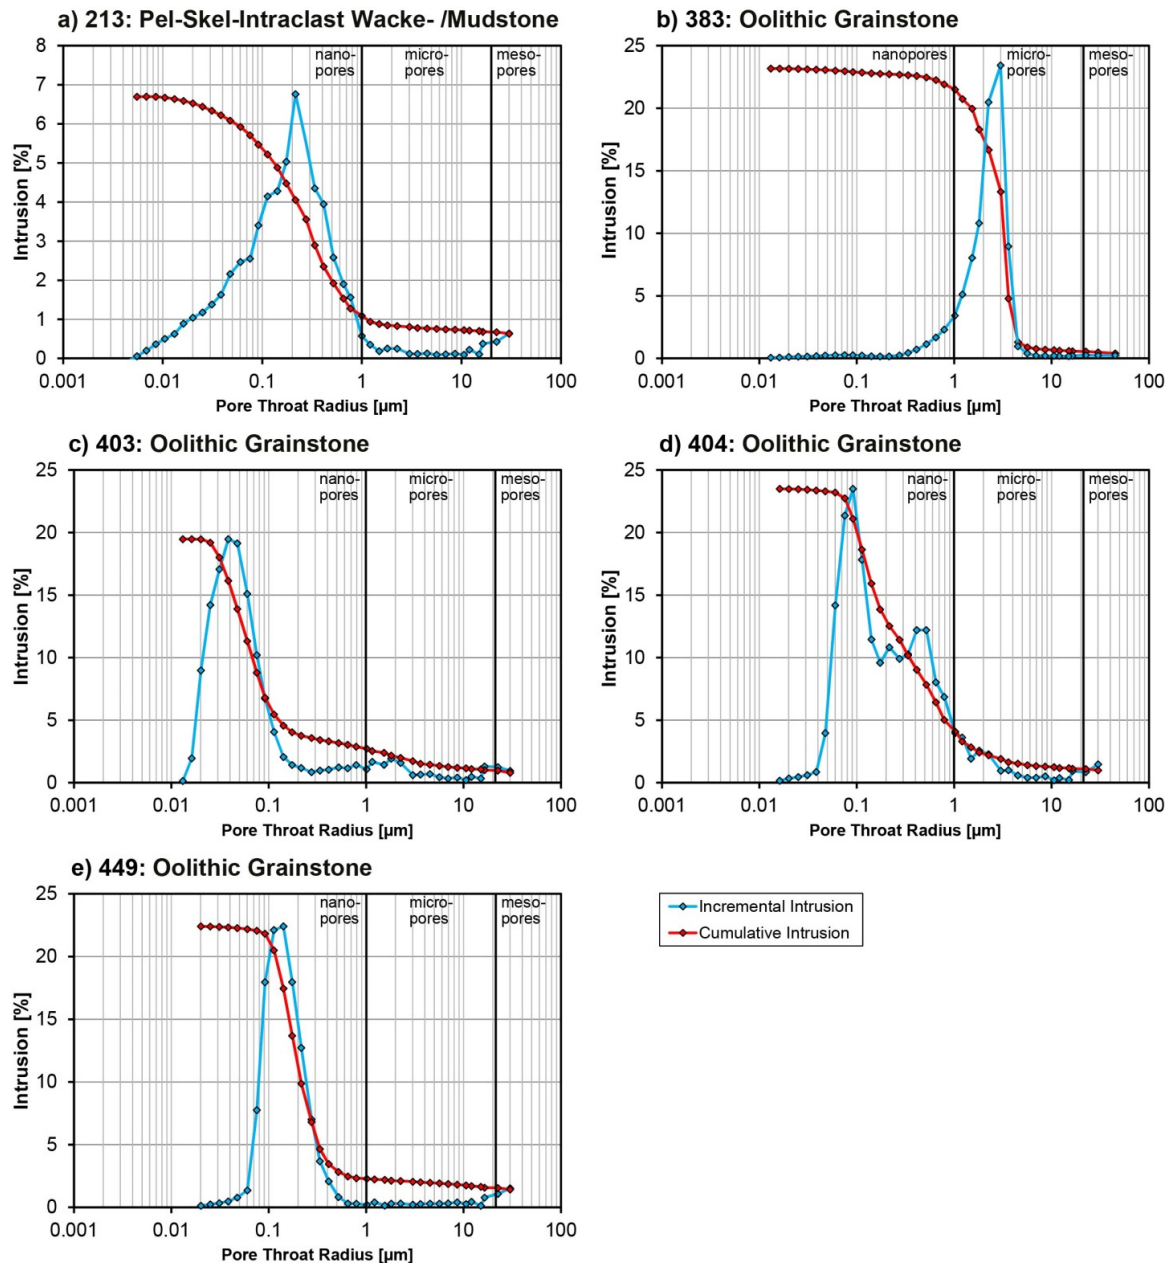 a) 213: Pel-Skel-Intraclast Wacke- /Mudstone
8
7
6
5
4
3
2
1
0
Intrusion [%]
nano-
pores
micro-
pores
meso-
pores
0.001 0.01 0.1 1 10 100
Pore Throat Radius [µm]
b) 383: Oolithic Grainstone
25
20
15
10
5
0
Intrusion [%]
nanopores
micro-
pores
meso-
pores
0.001 0.01 0.1 1 10 100
Pore Throat Radius [µm]
c) 403: Oolithic Grainstone
25
20
15
10
5
0
Intrusion [%]
nano-
pores
micro-
pores
meso-
pores
0.001 0.01 0.1 1 10 100
Pore Throat Radius [µm]
d) 404: Oolithic Grainstone
25
20
15
10
5
0
Intrusion [%]
nano-
pores
micro-
pores
meso-
pores
0.001 0.01 0.1 1 10 100
Pore Throat Radius [µm]
e) 449: Oolithic Grainstone
25
20
15
10
5
0
Intrusion [%]
nano-
pores
micro-
pores
meso-
pores
0.001 0.01 0.1 1 10 100
Pore Throat Radius [µm]
Incremental Intrusion
Cumulative Intrusion